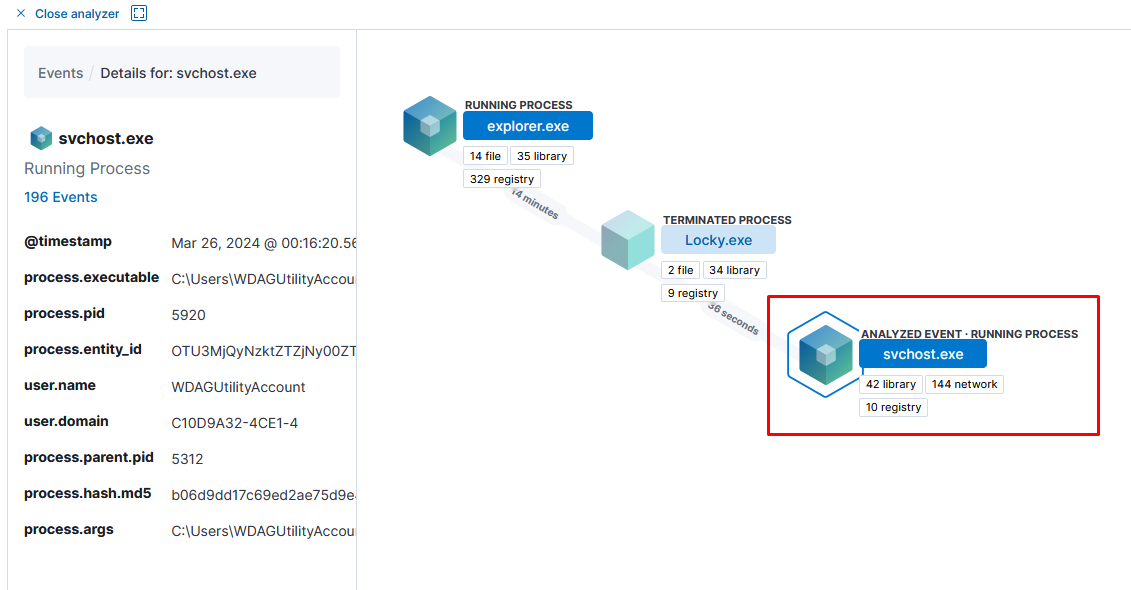 Close analyzer
Events / Details for: svchost.exe
svchost.exe
Running Process
196 Events
@timestamp Mar 26, 2024 @ 00:16:20.56
process.executable C:\Users\WDAGUtilityAccou
process.pid 5920
process.entity_id OTU3MjQyNzktZTZjNy00ZT
user.name WDAGUtilityAccount
user.domain C10D9A32-4CE1-4
process.parent.pid 5312
process.hash.md5 b06d9dd17c69ed2ae75d9e
process.args C:\Users\WDAGUtilityAccou
RUNNING PROCESS
explorer.exe
14 file 35 library
329 registry
14 minutes
TERMINATED PROCESS
Locky.exe
2 file 34 library
9 registry
36 seconds
ANALYZED EVENT · RUNNING PROCESS
svchost.exe
42 library 144 network
10 registry